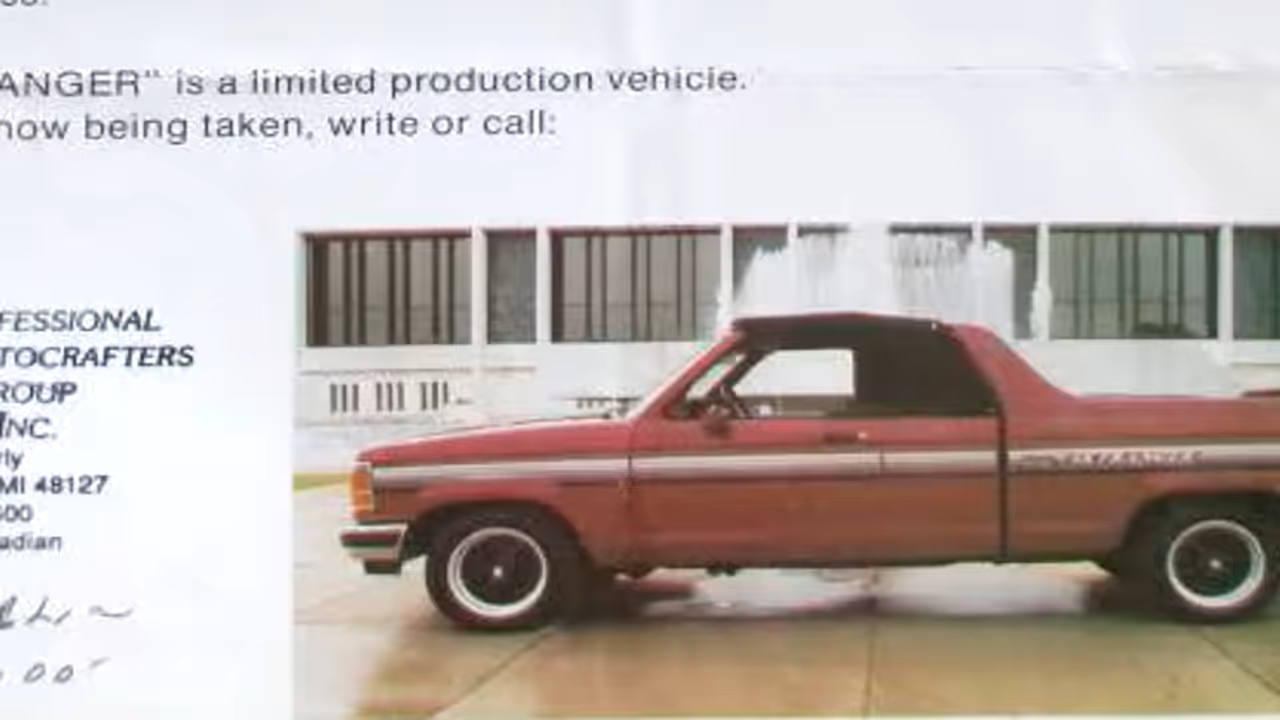 ANGER" is a limited production vehicle.
now being taken, write or call:
FESSIONAL
TOCRAFTERS
ROUP
INC.
rly
MI 48127
500
adian
.00